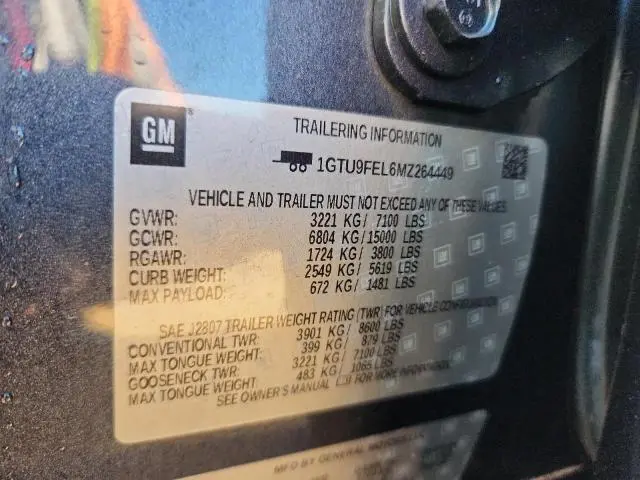 GM
TRAILERING INFORMATION
1GTU9FEL6MZ264449
VEHICLE AND TRAILER MUST NOT EXCEED ANY OF THESE VALUES.
GVWR: 3221 KG/ 7100 LBS
GCWR: 6804 KG/15000 LBS
RGAWR: 1724 KG/ 3800 LBS
CURB WEIGHT: 2549 KG/ 5619 LBS
MAX PAYLOAD: 672 KG/ 1481 LBS
SAE J2807 TRAILER WEIGHT RATING (TWR) FOR VEHICLE CONFIGURATION
CONVENTIONAL TWR: 3901 KG/ 8600 LBS
MAX TONGUE WEIGHT: 399 KG/ 879 LBS
GOOSENECK TWR: 3221 KG/ 7100 LBS
MAX TONGUE WEIGHT: 483 KG/ 1065 LBS
SEE OWNER'S MANUAL FOR MORE INFORMATION.
MFD BY GENERAL MOTORS